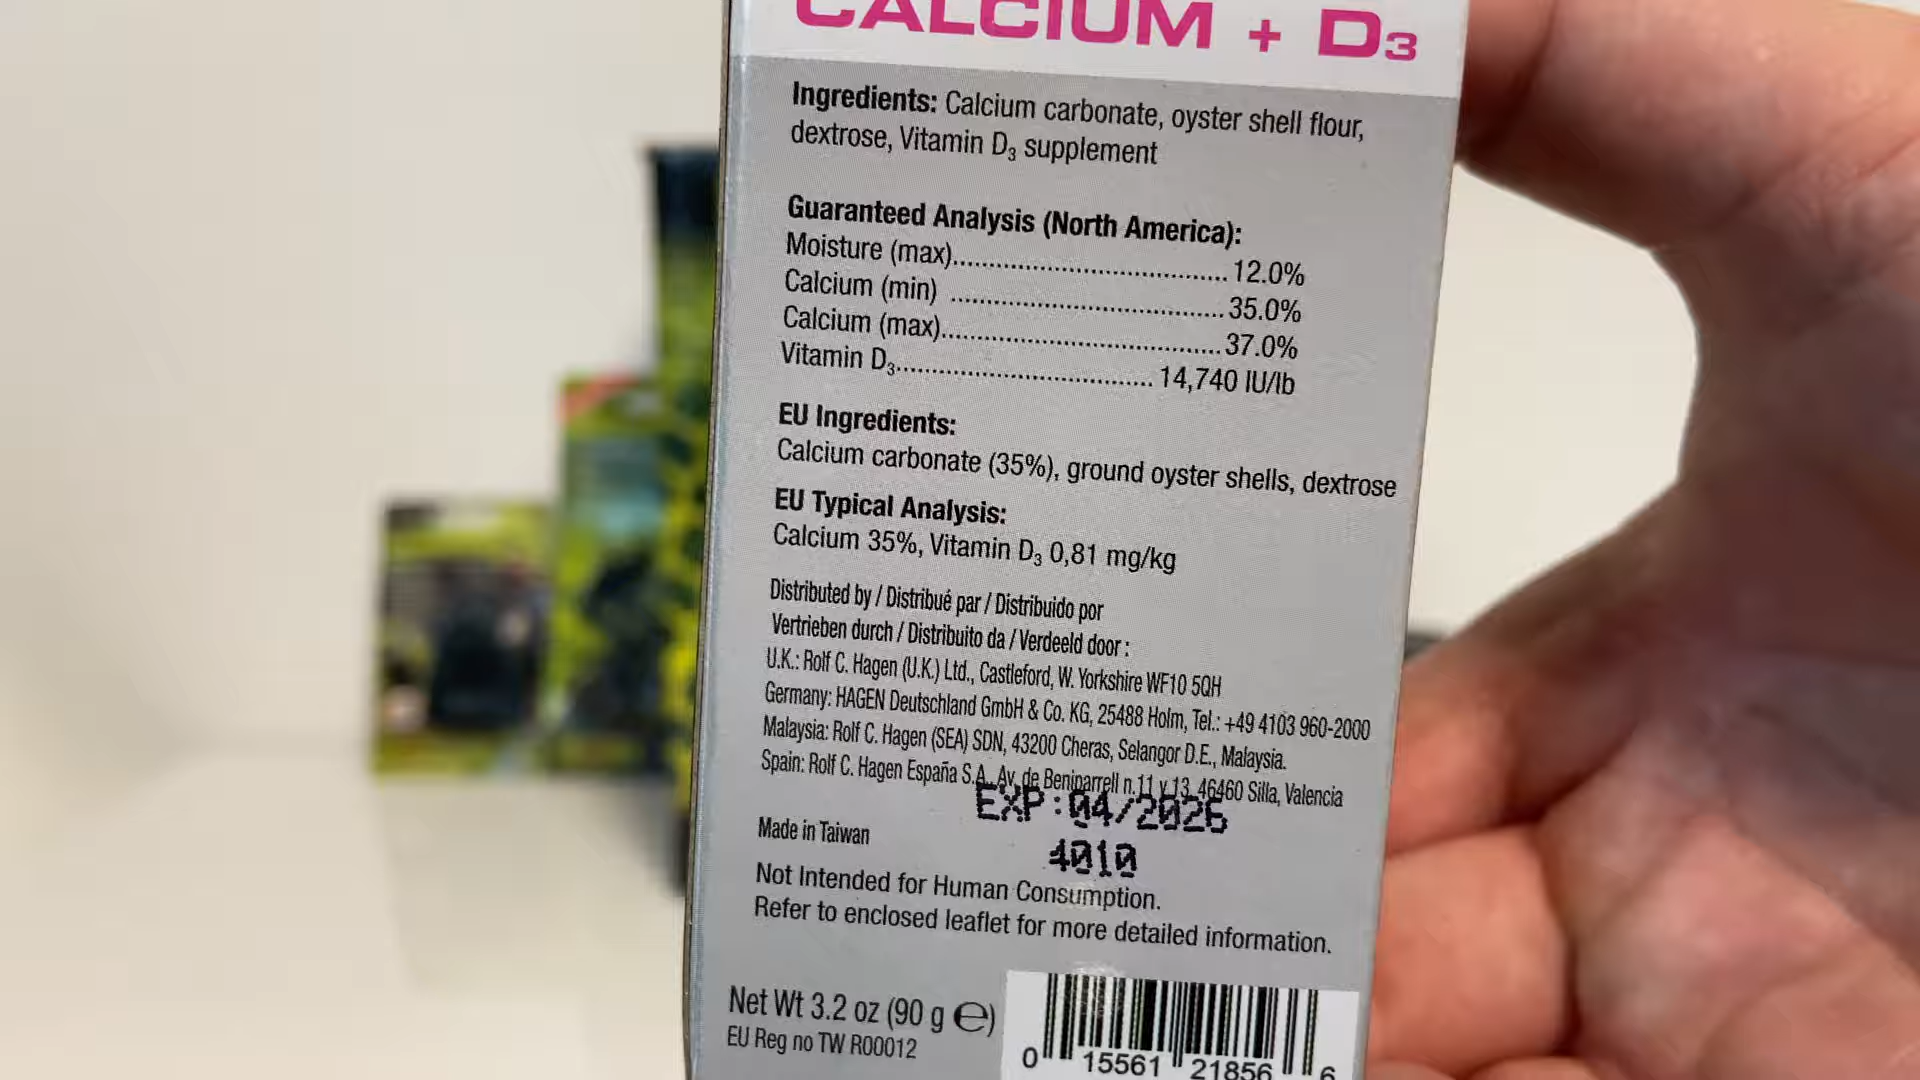 CALCIUM + D3
Ingredients: Calcium carbonate, oyster shell flour,
dextrose, Vitamin D3 supplement
Guaranteed Analysis (North America):
Moisture (max)....................................... 12.0%
Calcium (min) ....................................... 35.0%
Calcium (max)....................................... 37.0%
Vitamin D3..................................... 14,740 IU/lb
EU Ingredients:
Calcium carbonate (35%), ground oyster shells, dextrose
EU Typical Analysis:
Calcium 35%, Vitamin D3 0,81 mg/kg
Distributed by / Distribué par / Distribuido por
Vertrieben durch / Distribuito da / Verdeeld door :
U.K.: Rolf C. Hagen (U.K.) Ltd., Castleford, W. Yorkshire WF10 5QH
Germany: HAGEN Deutschland GmbH & Co. KG, 25488 Holm, Tel.: +49 4103 960-2000
Malaysia: Rolf C. Hagen (SEA) SDN, 43200 Cheras, Selangor D.E., Malaysia.
Spain: Rolf C. Hagen España S.A. Av. de Beniparrell n.11 y 13, 46460 Silla, Valencia
EXP:04/2026
Made in Taiwan
4010
Not Intended for Human Consumption.
Refer to enclosed leaflet for more detailed information.
Net Wt 3.2 oz (90 g ℮)
EU Reg no TW R00012
0 15561 21856 6